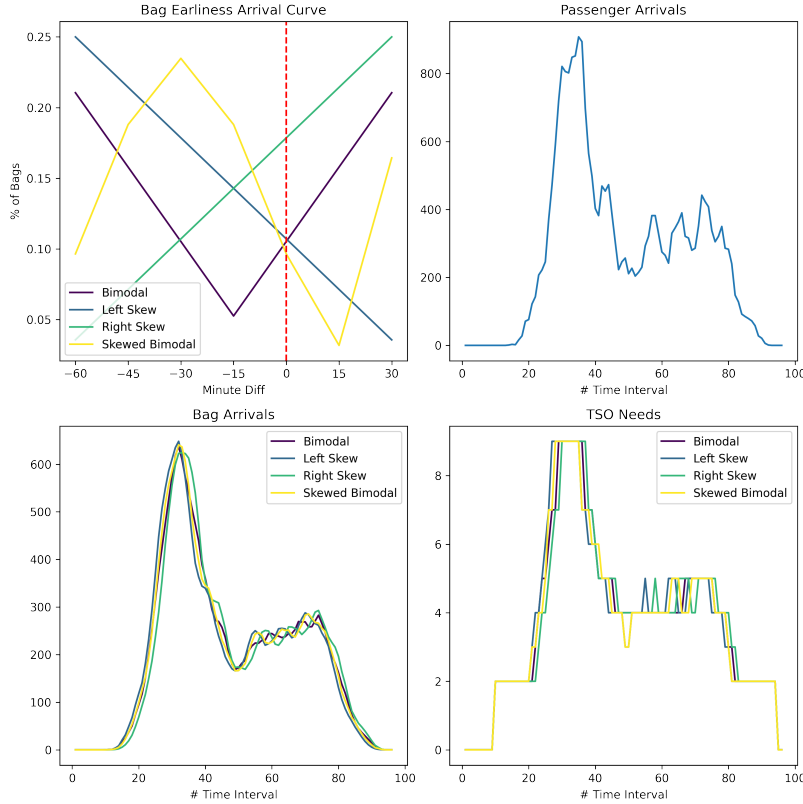 Bag Earliness Arrival Curve
% of Bags
0.25
0.20
0.15
0.10
0.05
Bimodal
Left Skew
Right Skew
Skewed Bimodal
−60 −45 −30 −15 0 15 30
Minute Diff
Passenger Arrivals
800
600
400
200
0
0 20 40 60 80 100
# Time Interval
Bag Arrivals
600
500
400
300
200
100
0
Bimodal
Left Skew
Right Skew
Skewed Bimodal
0 20 40 60 80 100
# Time Interval
TSO Needs
8
6
4
2
0
Bimodal
Left Skew
Right Skew
Skewed Bimodal
0 20 40 60 80 100
# Time Interval